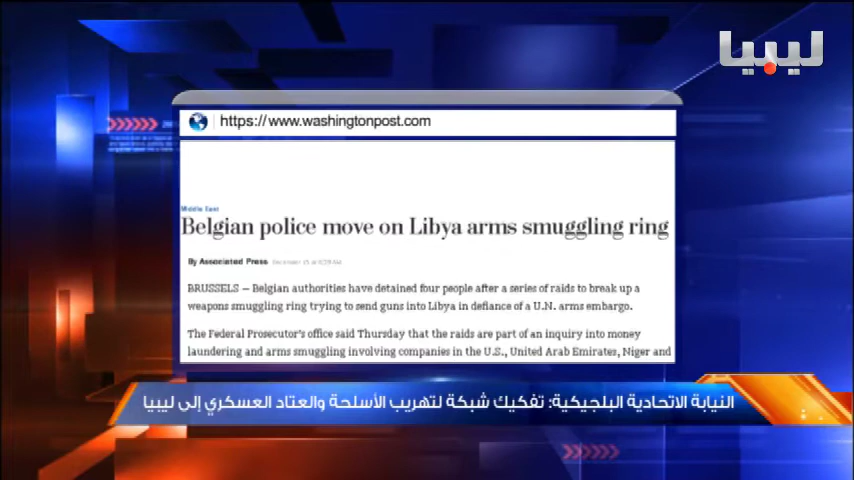 ليبيا
https://www.washingtonpost.com
Middle East
Belgian police move on Libya arms smuggling ring
By Associated Press
BRUSSELS — Belgian authorities have detained four people after a series of raids to break up a
weapons smuggling ring trying to send guns into Libya in defiance of a U.N. arms embargo.
The Federal Prosecutor's office said Thursday that the raids are part of an inquiry into money
laundering and arms smuggling involving companies in the U.S., United Arab Emirates, Niger and
النيابة الاتحادية البلجيكية: تفكيك شبكة لتهريب الأسلحة والعتاد العسكري إلى ليبيا